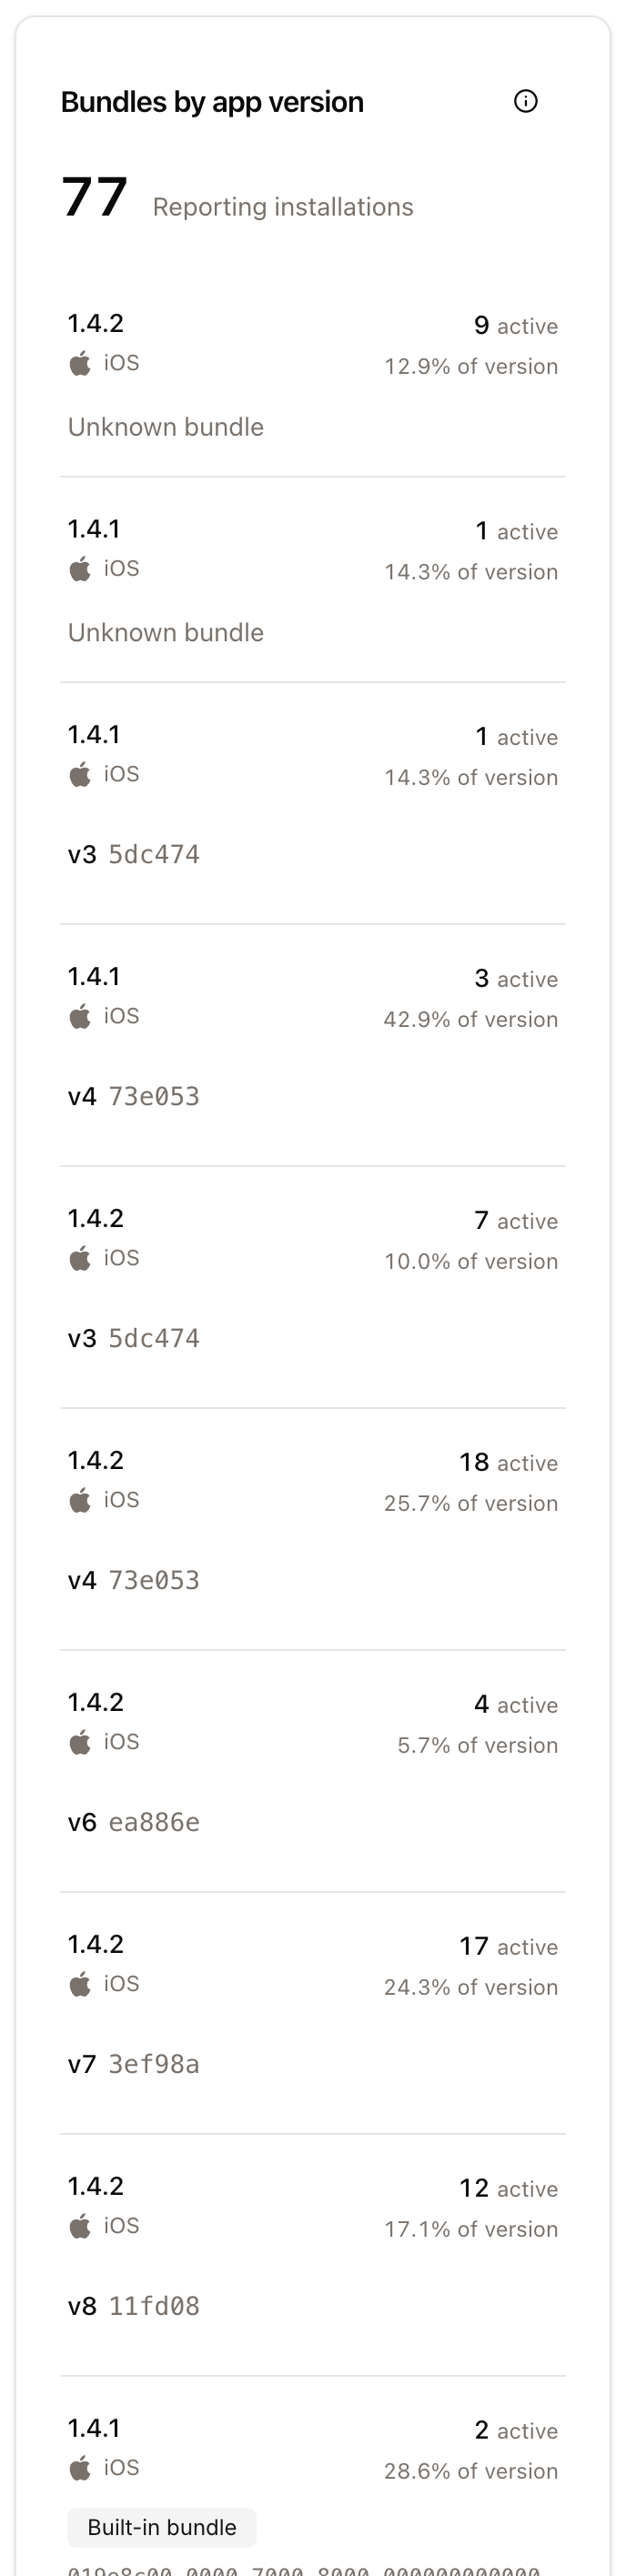 Bundles by app version
77 Reporting installations
1.4.2 9 active
iOS 12.9% of version
Unknown bundle
1.4.1 1 active
iOS 14.3% of version
Unknown bundle
1.4.1 1 active
iOS 14.3% of version
v3 5dc474
1.4.1 3 active
iOS 42.9% of version
v4 73e053
1.4.2 7 active
iOS 10.0% of version
v3 5dc474
1.4.2 18 active
iOS 25.7% of version
v4 73e053
1.4.2 4 active
iOS 5.7% of version
v6 ea886e
1.4.2 17 active
iOS 24.3% of version
v7 3ef98a
1.4.2 12 active
iOS 17.1% of version
v8 11fd08
1.4.1 2 active
iOS 28.6% of version
Built-in bundle